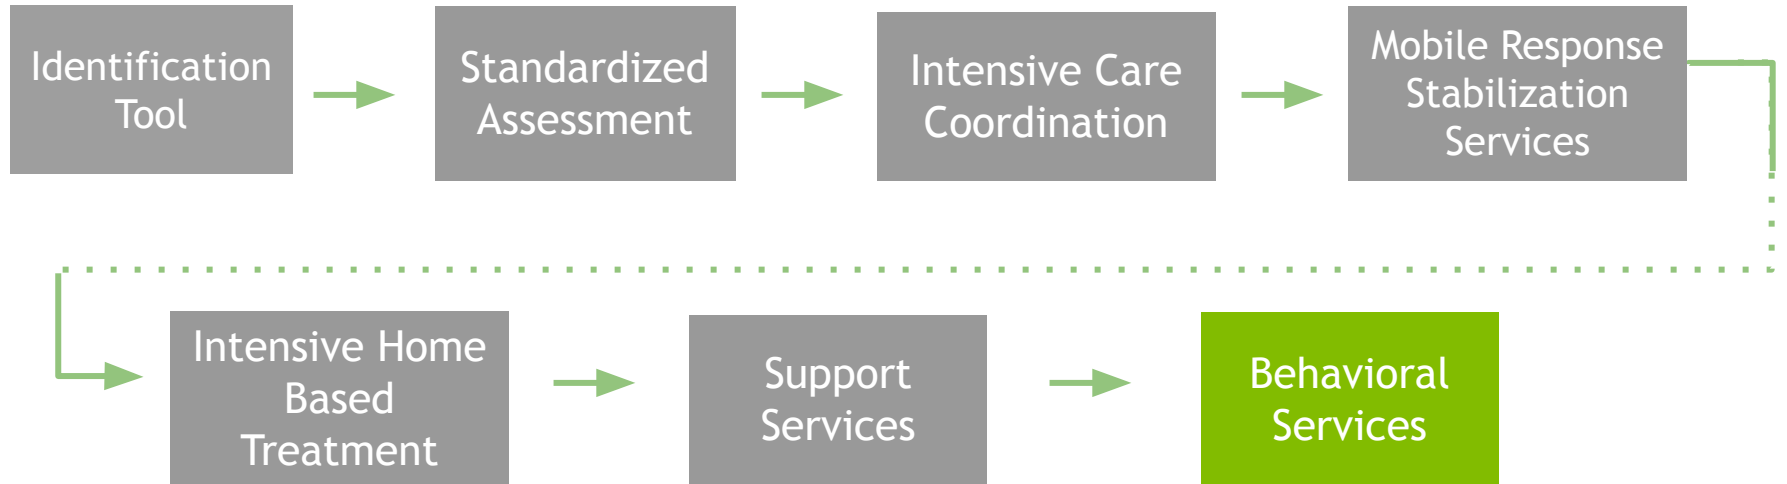 Identification
Tool
Standardized
Assessment
Intensive Care
Coordination
Mobile Response
Stabilization
Services
Intensive Home
Based
Treatment
Support
Services
Behavioral
Services